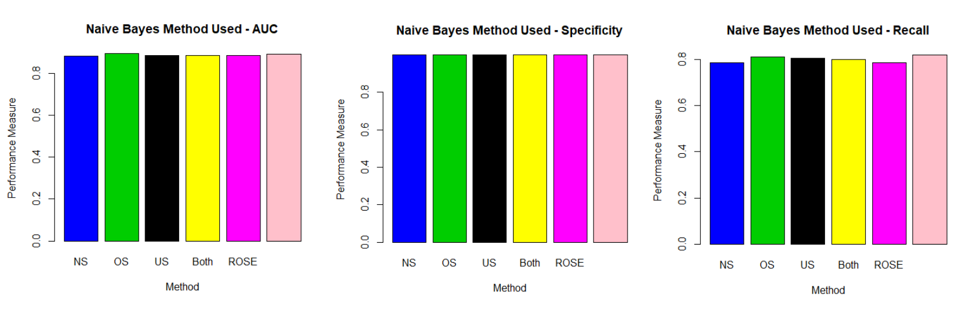 Naive Bayes Method Used - AUC
Performance Measure
0.8
0.6
0.4
0.2
0.0
NS OS US Both ROSE
Method
Naive Bayes Method Used - Specificity
Performance Measure
0.8
0.6
0.4
0.2
0.0
NS OS US Both ROSE
Method
Naive Bayes Method Used - Recall
Performance Measure
0.8
0.6
0.4
0.2
0.0
NS OS US Both ROSE
Method